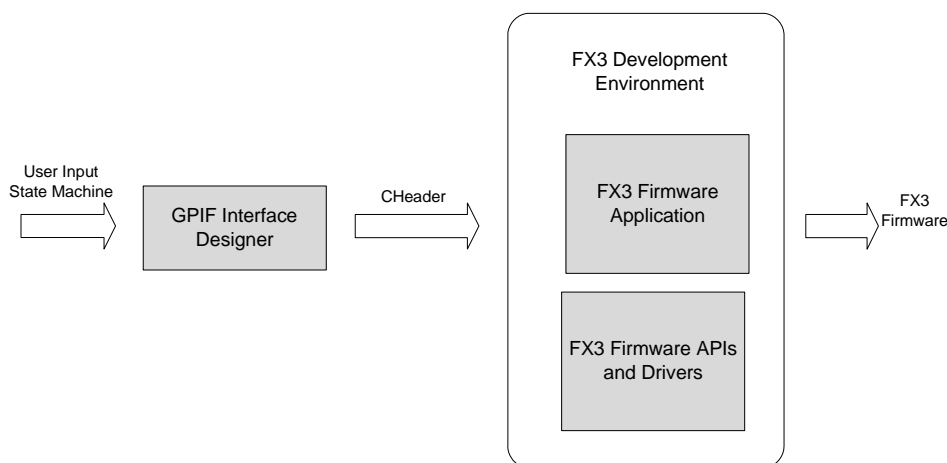 User Input
State Machine
GPIF Interface
Designer
CHeader
FX3 Development
Environment
FX3 Firmware
Application
FX3 Firmware APIs
and Drivers
FX3
Firmware